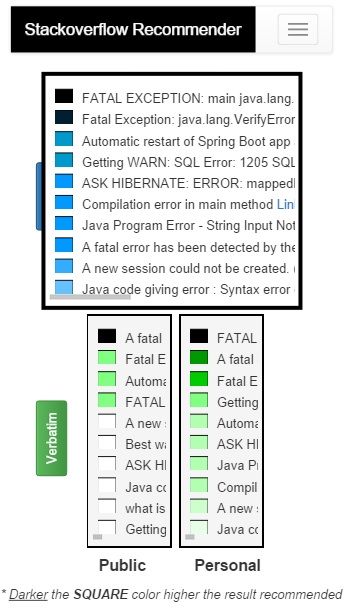 Stackoverflow Recommender
FATAL EXCEPTION: main java.lang.
Fatal Exception: java.lang.VerifyError
Automatic restart of Spring Boot app
Getting WARN: SQL Error: 1205 SQL
ASK HIBERNATE: ERROR: mapped
Compilation error in main method Lin
Java Program Error - String Input Not
A fatal error has been detected by the
A new session could not be created. (
Java code giving error : Syntax error
Verbatim
A fatal
Fatal E
Automa
FATAL
A new
Best wa
ASK HI
Java co
what is
Getting
Public
FATAL
A fatal
Fatal E
Getting
Automa
ASK HI
Java P
Compil
A new s
Java co
Personal
* Darker the SQUARE color higher the result recommended